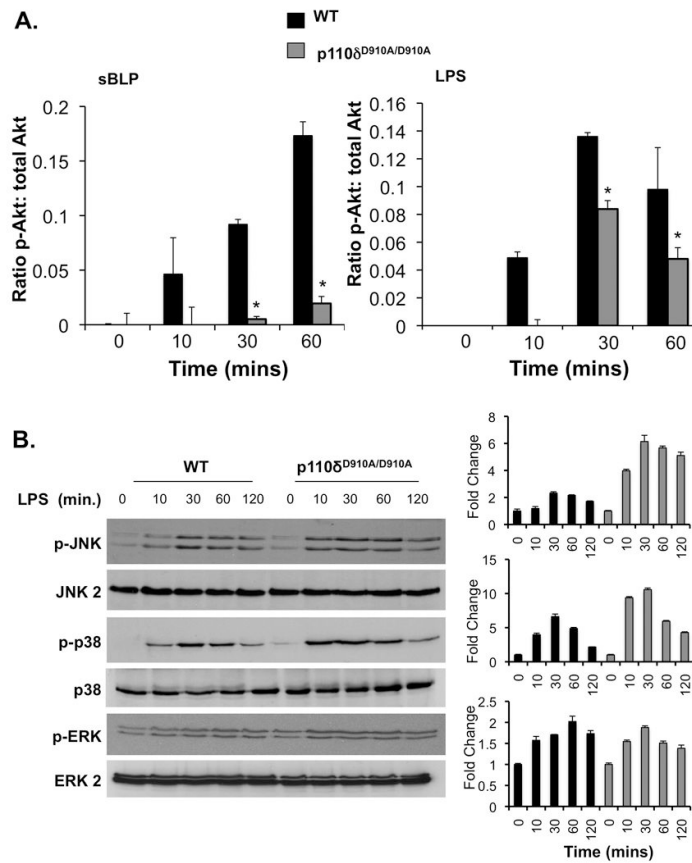 A.
WT
p110δD910A/D910A
sBLP
LPS
Ratio p-Akt: total Akt
0.2
0.15
0.1
0.05
0
*
*
0 10 30 60
Time (mins)
Ratio p-Akt: total Akt
0.16
0.14
0.12
0.1
0.08
0.06
0.04
0.02
0
*
*
0 10 30 60
Time (mins)
B.
WT p110δD910A/D910A
LPS (min.) 0 10 30 60 120 0 10 30 60 120
p-JNK
JNK 2
p-p38
p38
p-ERK
ERK 2
Fold Change
8
6
4
2
0
0 10 30 60 120 0 10 30 60 120
Fold Change
15
10
5
0
0 10 30 60 120 0 10 30 60 120
Fold Change
2.5
2
1.5
1
0.5
0
0 10 30 60 120 0 10 30 60 120
Time (mins)